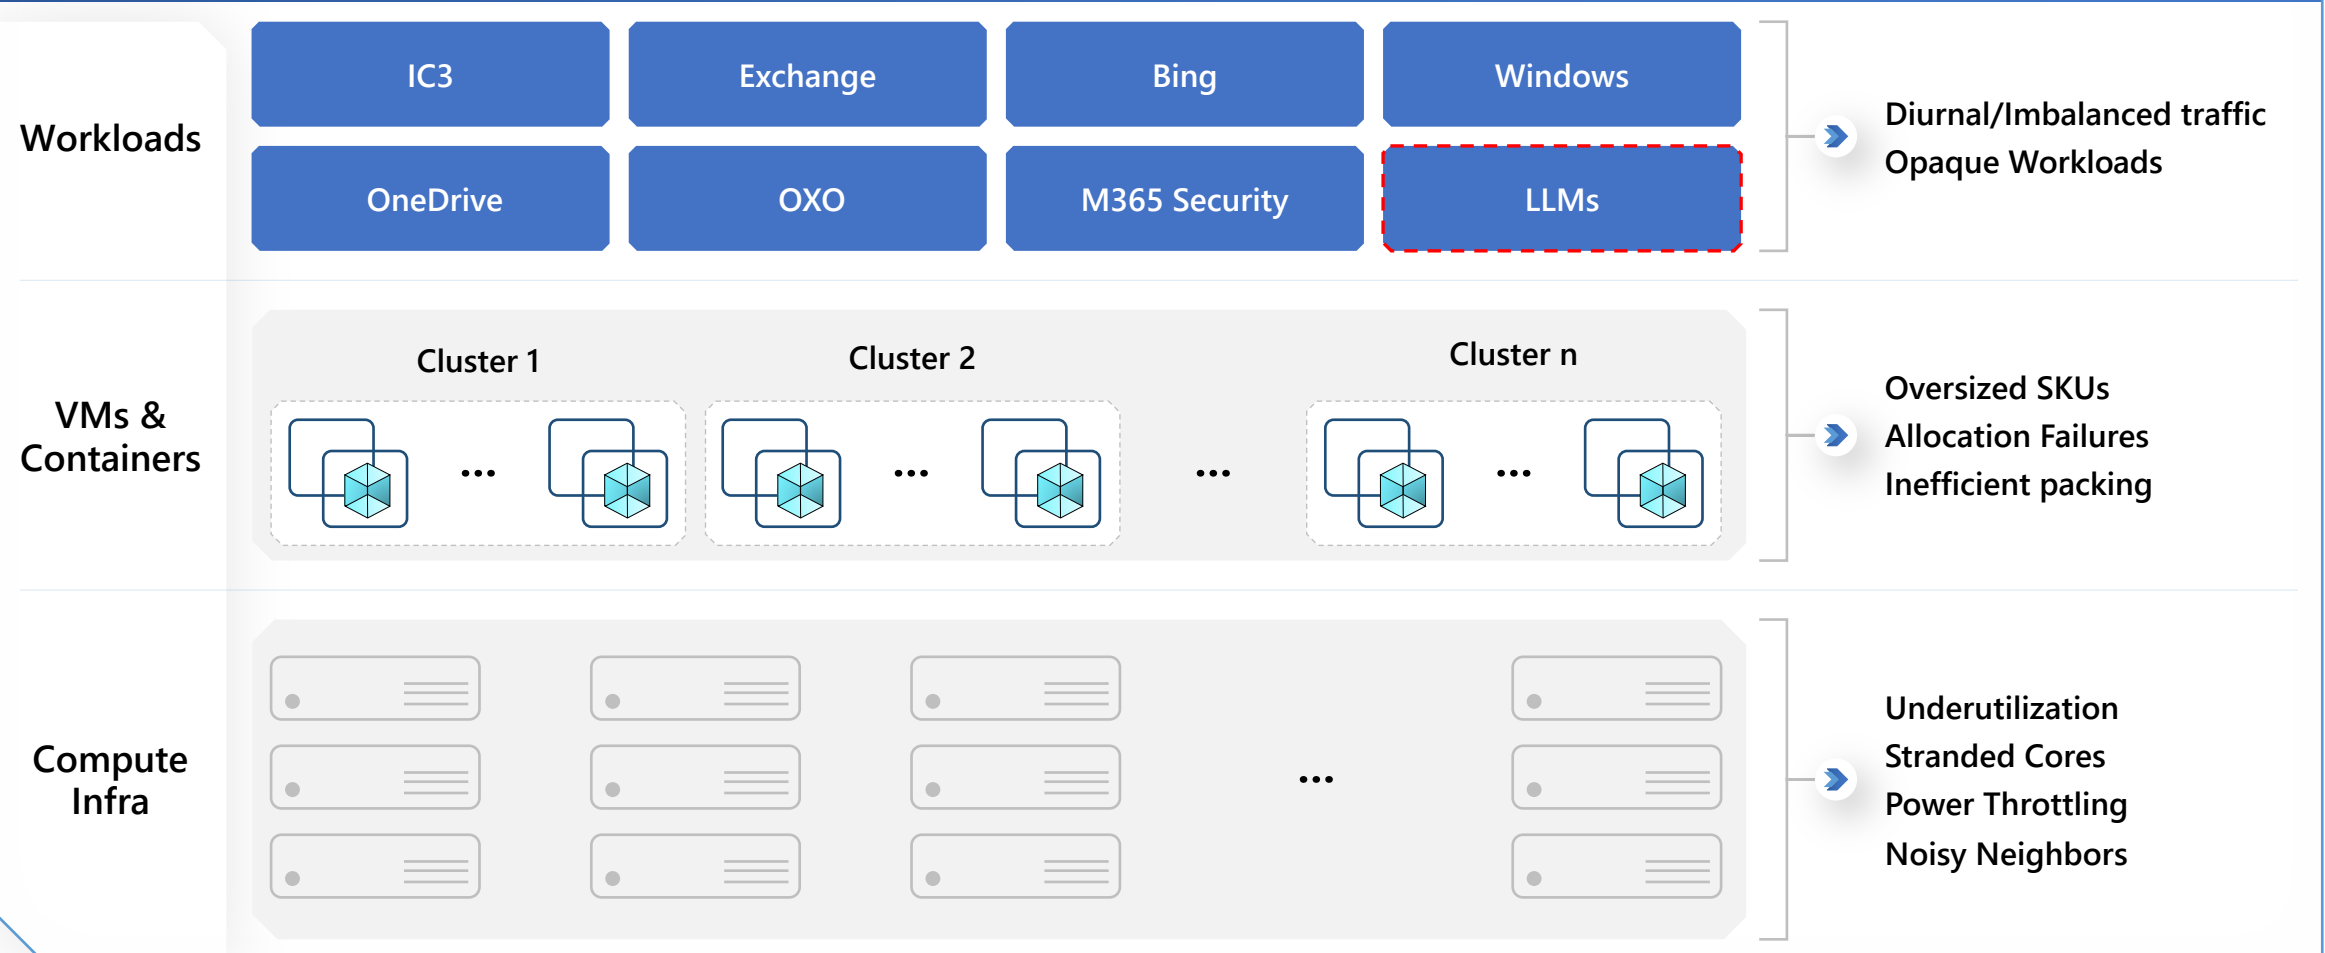 Workloads
IC3
Exchange
Bing
Windows
OneDrive
OXO
M365 Security
LLMs
Diurnal/Imbalanced traffic
Opaque Workloads
VMs &
Containers
Cluster 1
Cluster 2
Cluster n
...
...
...
...
Oversized SKUs
Allocation Failures
Inefficient packing
Compute
Infra
...
Underutilization
Stranded Cores
Power Throttling
Noisy Neighbors